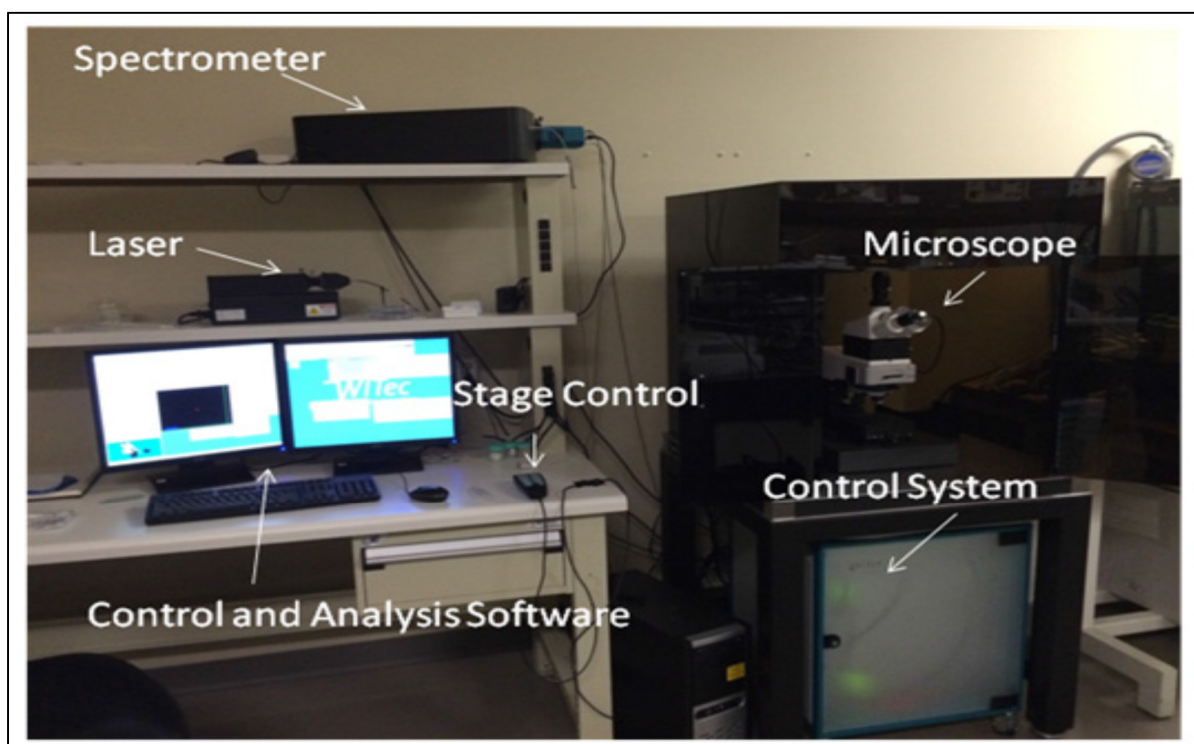 Spectrometer
Laser
Microscope
WITec
Stage Control
Control System
Control and Analysis Software